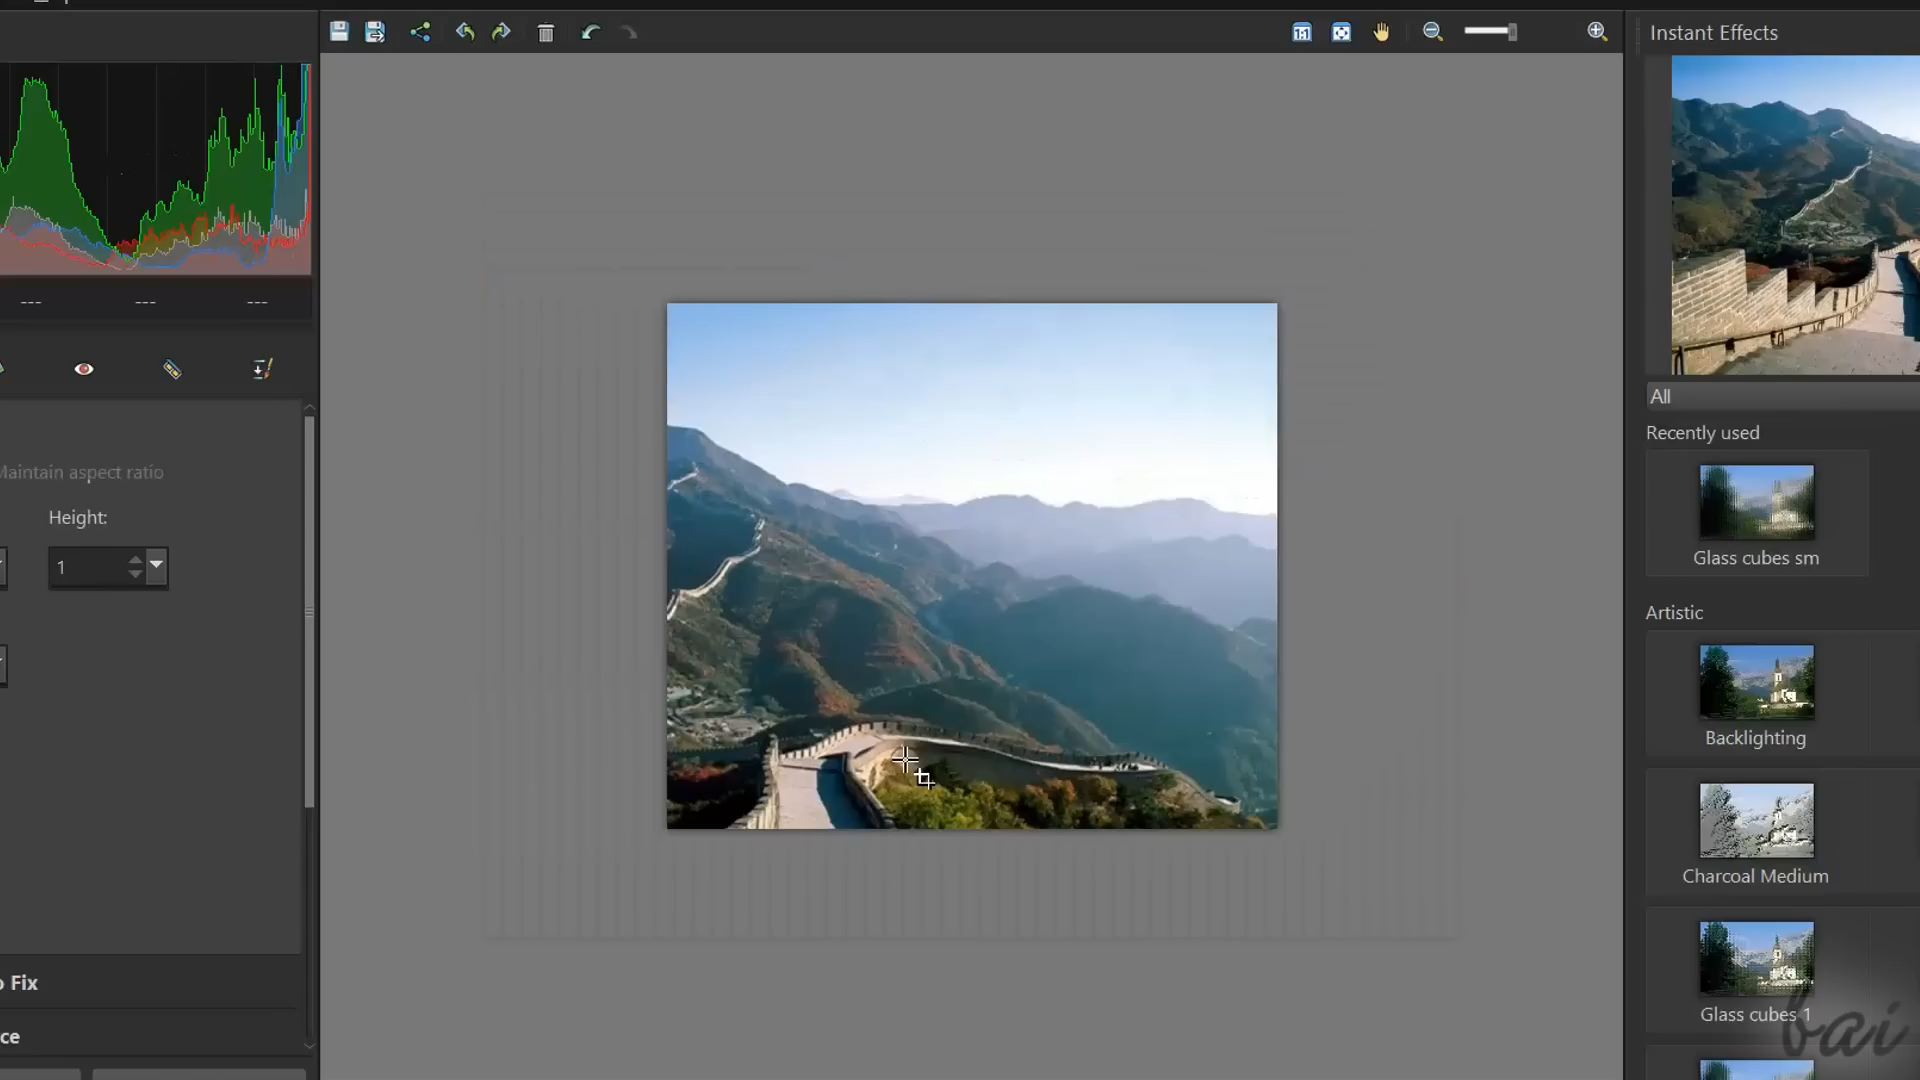 Instant Effects
--- --- ---
All
Recently used
Maintain aspect ratio
Height:
1
Glass cubes sm
Artistic
Backlighting
Charcoal Medium
Fix
Glass cubes 1
bai